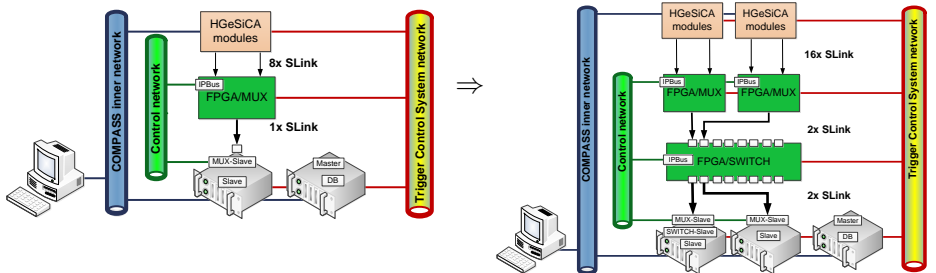 COMPASS inner network
Control network
HGeSiCA
modules
8x SLink
IPBus
FPGA/MUX
1x SLink
MUX-Slave
Slave
Master
DB
Trigger Control System network
⇒
COMPASS inner network
Control network
HGeSiCA
modules
HGeSiCA
modules
16x SLink
IPBus
FPGA/MUX
IPBus
FPGA/MUX
2x SLink
IPBus
FPGA/SWITCH
2x SLink
MUX-Slave
SWITCH-Slave
Slave
MUX-Slave
Slave
Master
DB
Trigger Control System network